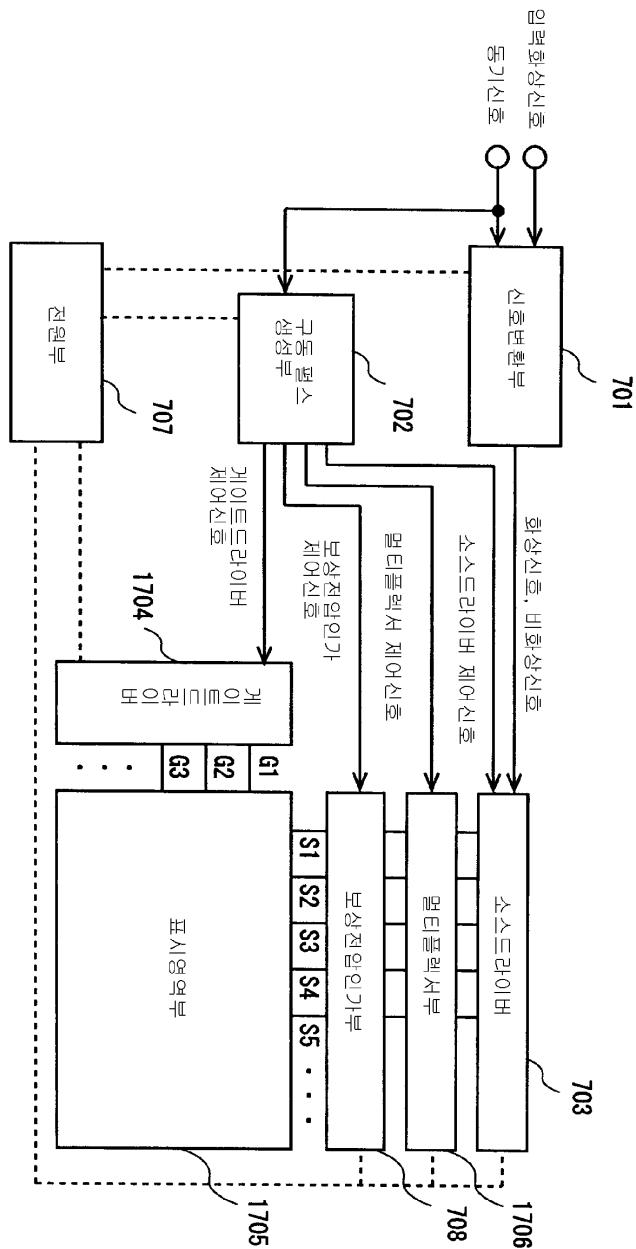 입력화상신호
동기신호
신호변환부
701
구동 펄스
생성부
702
전원부
707
화상신호, 비화상신호
소스드라이버 제어신호
멀티플렉서 제어신호
보상전압인가
제어신호
게이트드라이버
제어신호
소스드라이버
703
멀티플렉서부
1706
보상전압인가부
708
S1
S2
S3
S4
S5
· · ·
1704
게이트드라이버
G1
G2
G3
· · ·
표시영역부
1705